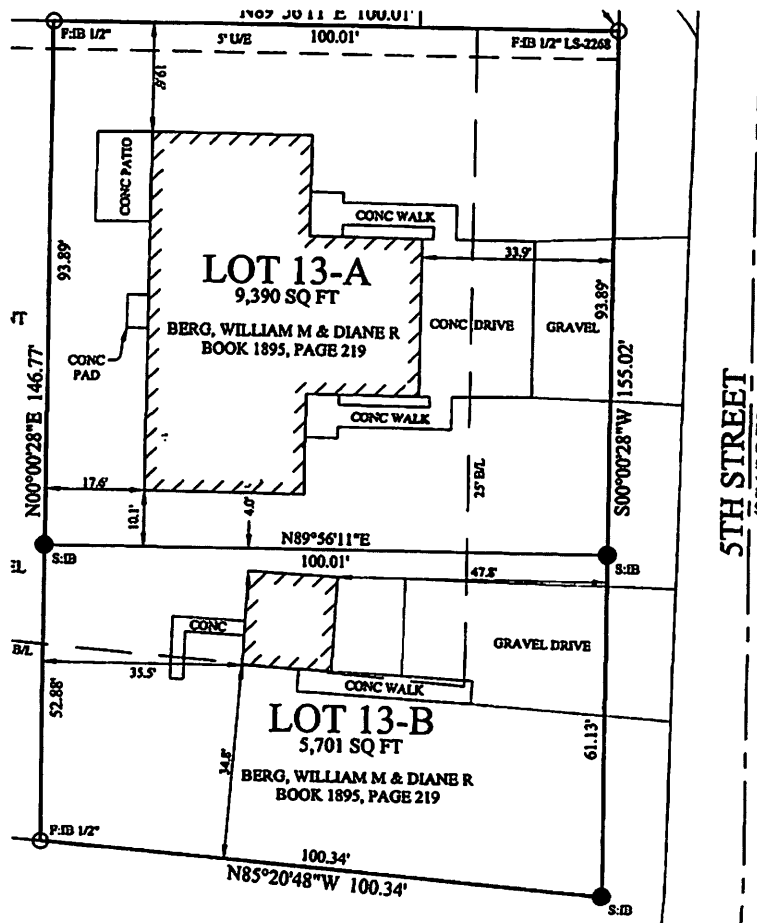 N89°56'11"E 100.01'
F:IB 1/2"
5' U/E
100.01'
F:IB 1/2" LS-2268
19.8'
CONC PATIO
CONC WALK
33.9'
93.89'
93.89'
LOT 13-A
9,390 SQ FT
BERG, WILLIAM M & DIANE R
BOOK 1895, PAGE 219
CONC DRIVE
GRAVEL
CONC
PAD
CONC WALK
N00°00'28"E 146.77'
S00°00'28"W 155.02'
5TH STREET
25' B/L
17.6'
10.1'
4.0'
N89°56'11"E
100.01'
S:IB
S:IB
47.8'
CONC
GRAVEL DRIVE
B/L
35.5'
CONC WALK
52.88'
LOT 13-B
5,701 SQ FT
61.13'
34.8'
BERG, WILLIAM M & DIANE R
BOOK 1895, PAGE 219
F:IB 1/2"
100.34'
N85°20'48"W 100.34'
S:IB